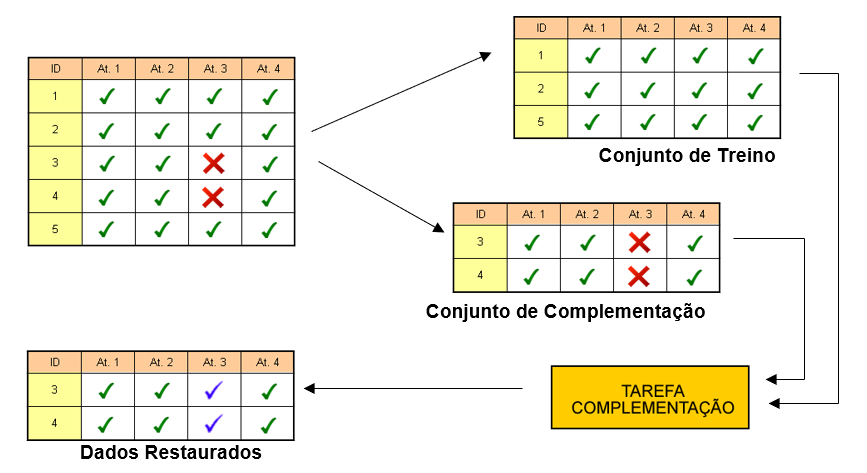 ID At. 1 At. 2 At. 3 At. 4
1
2
3
4
5
ID At. 1 At. 2 At. 3 At. 4
1
2
5
Conjunto de Treino
ID At. 1 At. 2 At. 3 At. 4
3
4
Conjunto de Complementação
TAREFA
COMPLEMENTAÇÃO
ID At. 1 At. 2 At. 3 At. 4
3
4
Dados Restaurados